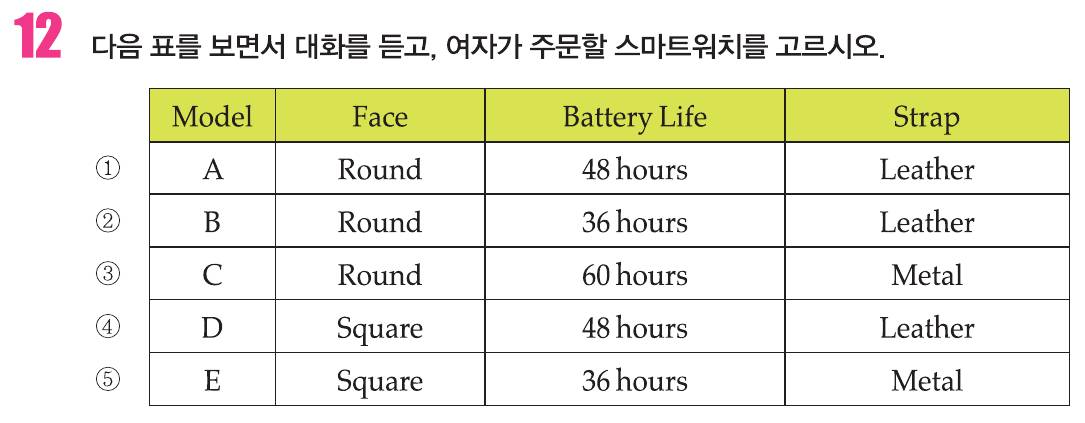 12 다음 표를 보면서 대화를 듣고, 여자가 주문할 스마트워치를 고르시오.
Model Face Battery Life Strap
① A Round 48 hours Leather
② B Round 36 hours Leather
③ C Round 60 hours Metal
④ D Square 48 hours Leather
⑤ E Square 36 hours Metal